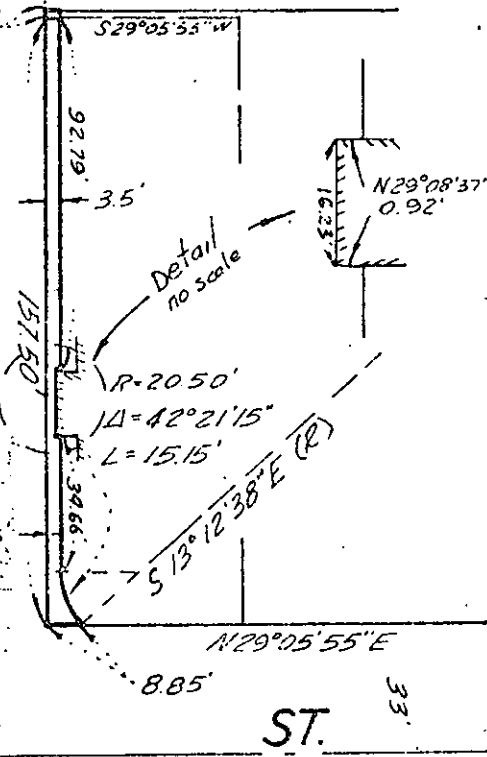 S29°05'55"W
92.79'
3.5'
16.23'
N29°08'37"
0.92'
Detail
no scale
157.50'
R=20.50'
Δ=42°21'15"
L=15.15'
34.66
S 13° 12'38" E (R)
N29°05'55"E
8.85'
33'
ST.